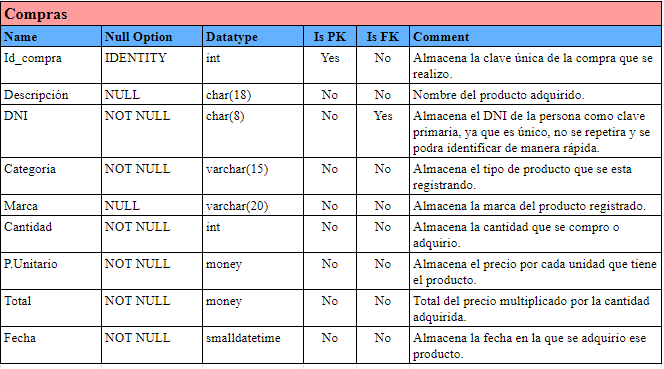 Compras
Name Null Option Datatype Is PK Is FK Comment
Id_compra IDENTITY int Yes No Almacena la clave única de la compra que se
realizo.
Descripción NULL char(18) No No Nombre del producto adquirido.
DNI NOT NULL char(8) No Yes Almacena el DNI de la persona como clave
primaria, ya que es único, no se repetira y se
podra identificar de manera rápida.
Categoria NOT NULL varchar(15) No No Almacena el tipo de producto que se esta
registrando.
Marca NULL varchar(20) No No Almacena la marca del producto registrado.
Cantidad NOT NULL int No No Almacena la cantidad que se compro o
adquirio.
P.Unitario NOT NULL money No No Almacena el precio por cada unidad que tiene
el producto.
Total NOT NULL money No No Total del precio multiplicado por la cantidad
adquirida.
Fecha NOT NULL smalldatetime No No Almacena la fecha en la que se adquirio ese
producto.